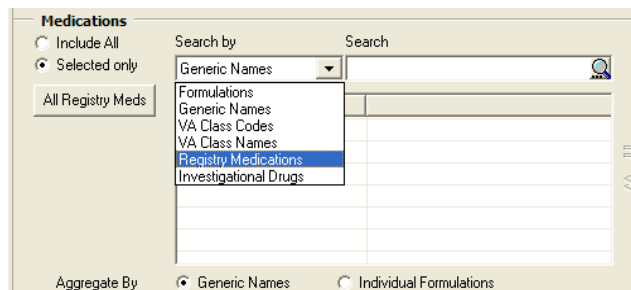 Medications
Include All
Search by
Search
Selected only
Generic Names
All Registry Meds
Formulations
Generic Names
VA Class Codes
VA Class Names
Registry Medications
Investigational Drugs
Aggregate By
Generic Names
Individual Formulations